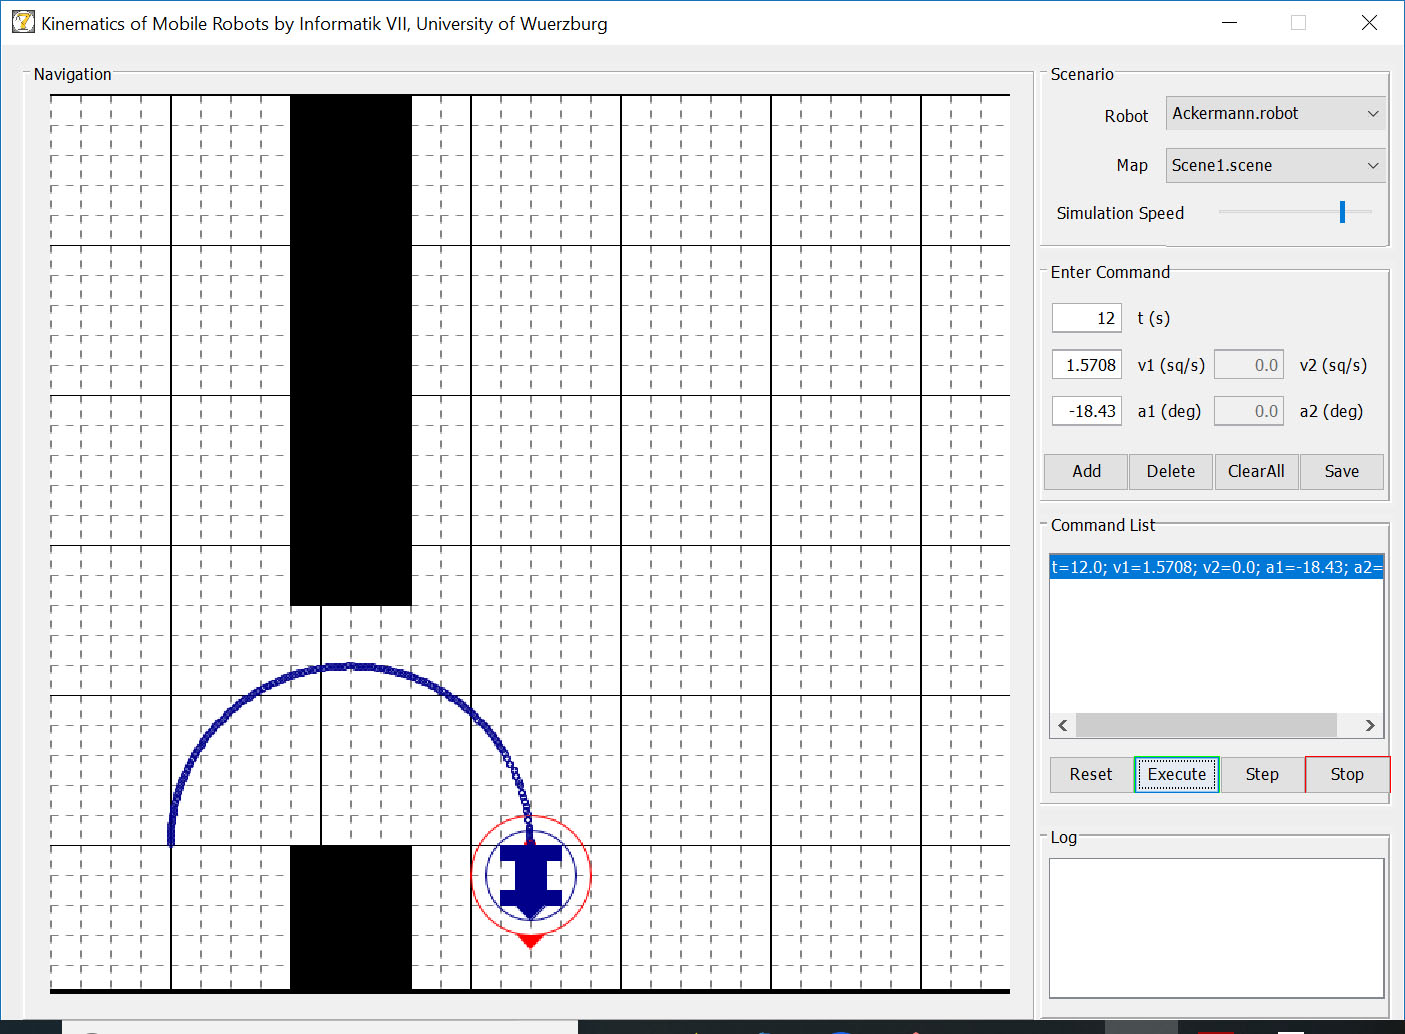 Kinematics of Mobile Robots by Informatik VII, University of Wuerzburg
Navigation
Scenario
Robot Ackermann.robot
Map Scene1.scene
Simulation Speed
Enter Command
12 t (s)
1.5708 v1 (sq/s) 0.0 v2 (sq/s)
-18.43 a1 (deg) 0.0 a2 (deg)
Add Delete ClearAll Save
Command List
t=12.0; v1=1.5708; v2=0.0; a1=-18.43; a2=
Reset Execute Step Stop
Log